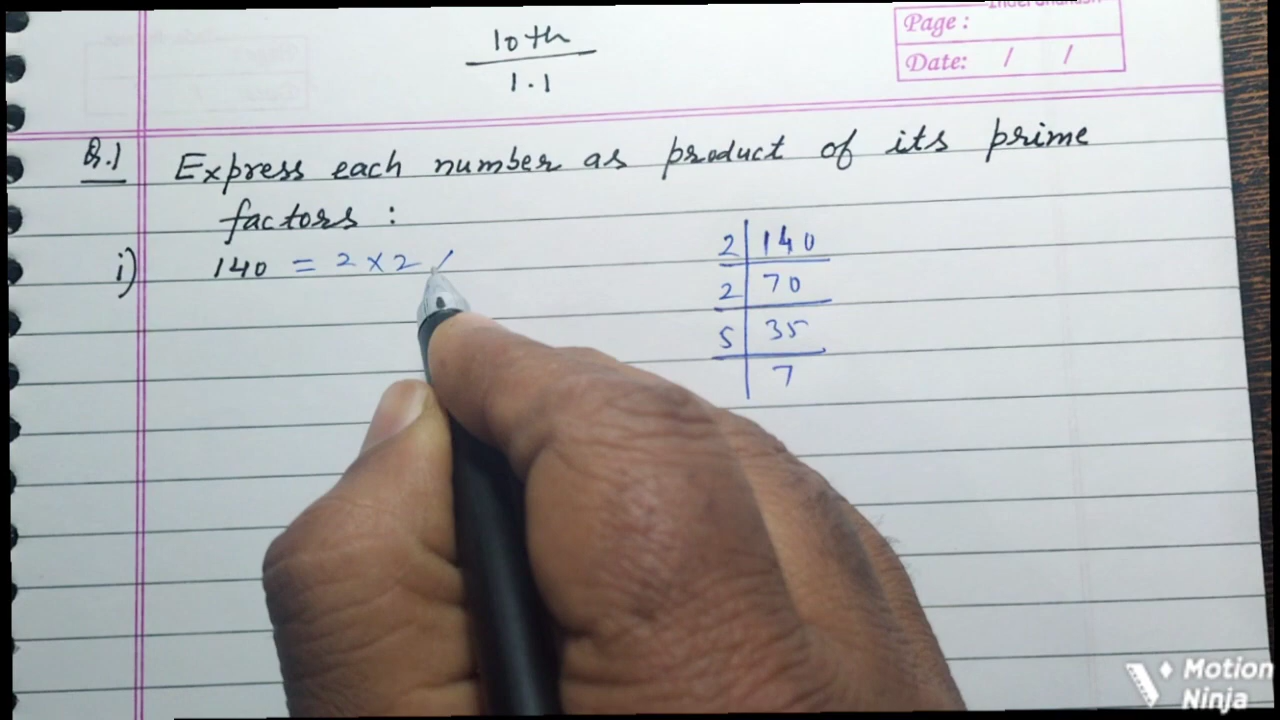 10th
1.1
Page :
Date: / /
Q.1 Express each number as product of its prime
factors :
i) 140 = 2 × 2
2 | 140
2 | 70
5 | 35
7
Motion
Ninja